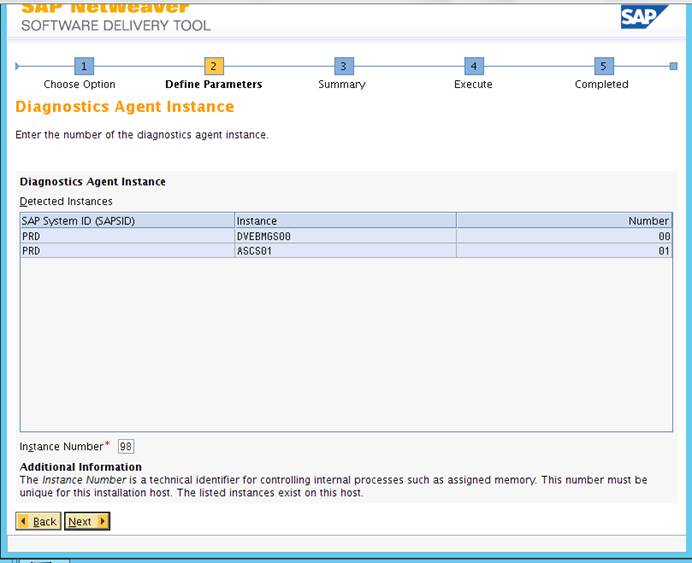 SAP NetWeaver
SOFTWARE DELIVERY TOOL
SAP
1 2 3 4 5
Choose Option Define Parameters Summary Execute Completed
Diagnostics Agent Instance
Enter the number of the diagnostics agent instance.
Diagnostics Agent Instance
Detected Instances
SAP System ID (SAPSID) Instance Number
PRD DVEBMGS00 00
PRD ASCS01 01
Instance Number* 98
Additional Information
The Instance Number is a technical identifier for controlling internal processes such as assigned memory. This number must be
unique for this installation host. The listed instances exist on this host.
Back Next